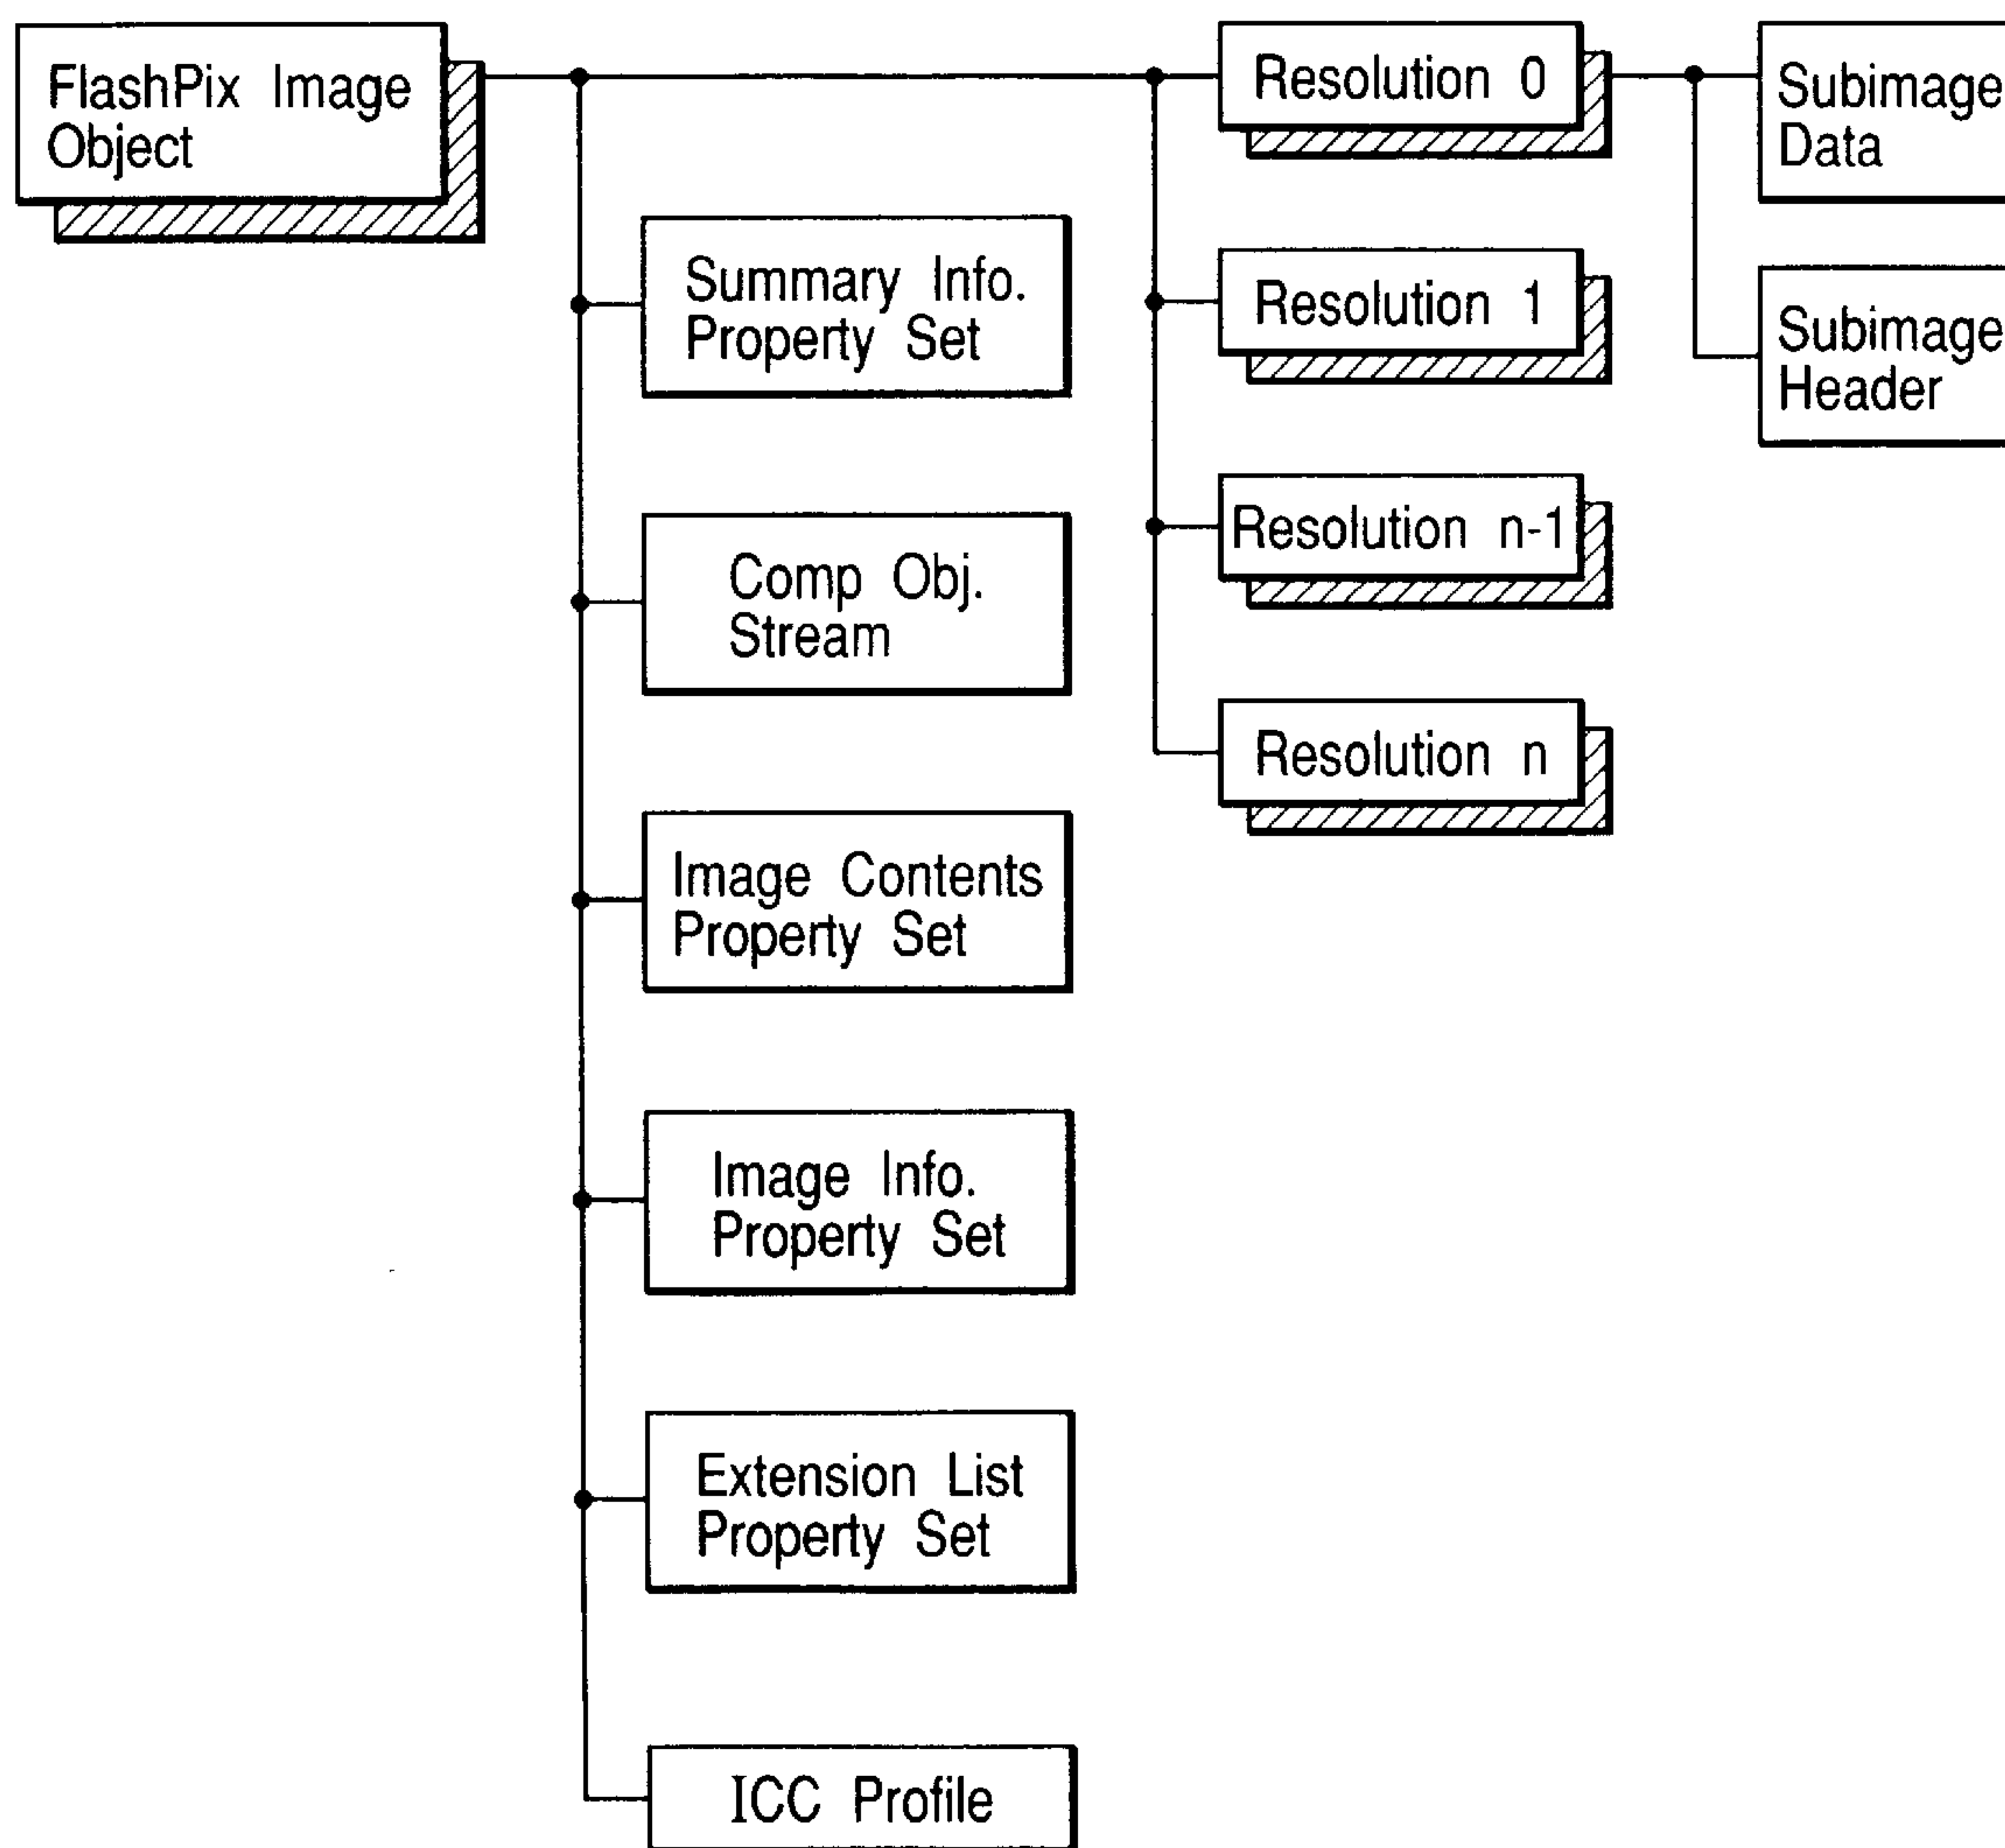 FlashPix Image
Object
Resolution 0
Subimage
Data
Summary Info.
Property Set
Resolution 1
Subimage
Header
Comp Obj.
Stream
Resolution n-1
Resolution n
Image Contents
Property Set
Image Info.
Property Set
Extension List
Property Set
ICC Profile